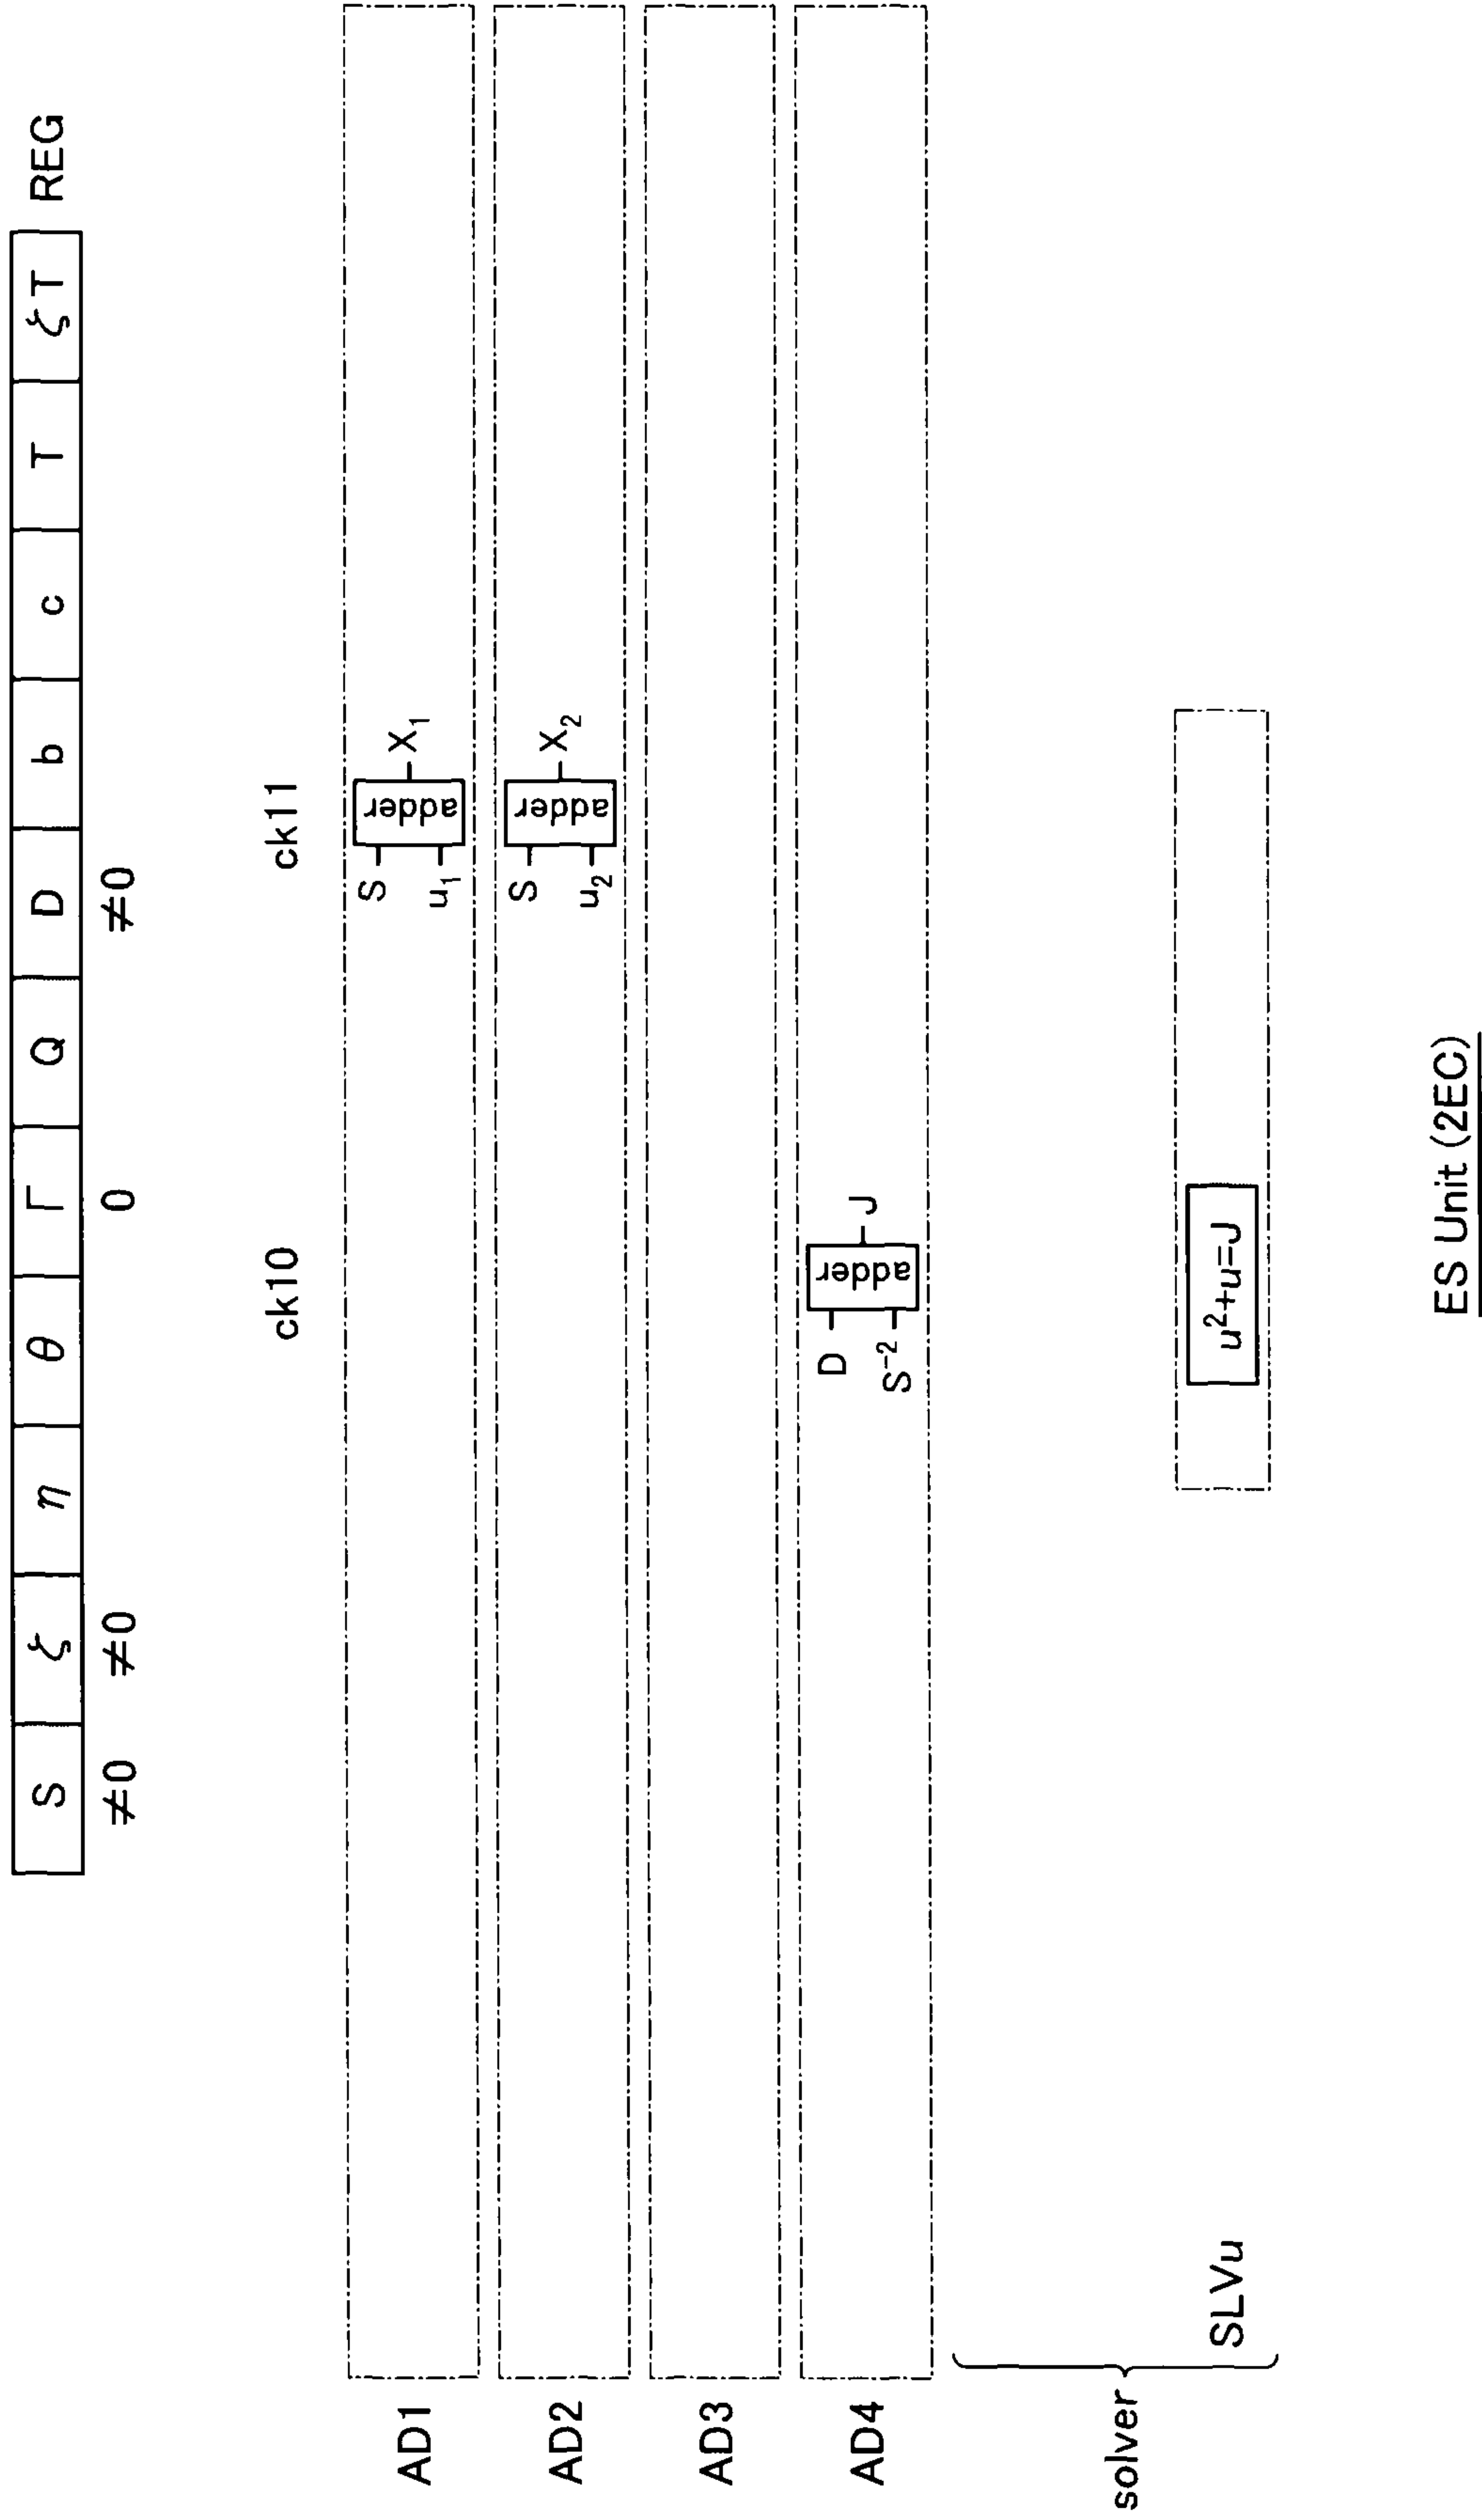 S ζ η θ Γ Q D b c T ζT REG
≠0 ≠0 0 ≠0
ck10 ck11
AD1
S
u₁
adder
X₁
AD2
S
u₂
adder
X₂
AD3
AD4
D
S⁻²
adder
J
solver
SLVu
u²+u=J
ES Unit (2EC)